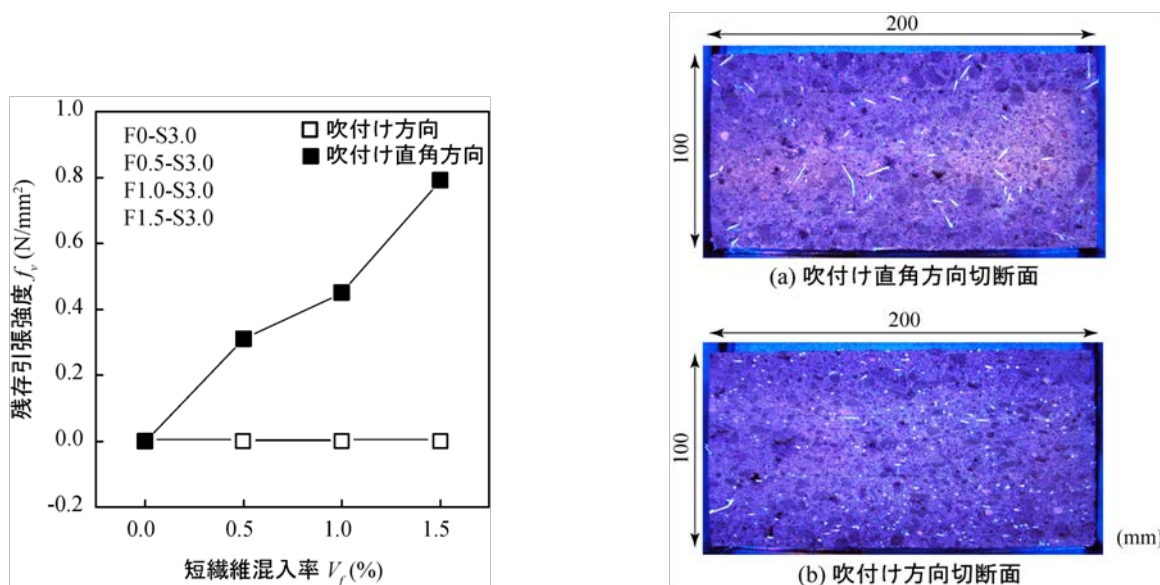 1.0
0.8
0.6
0.4
0.2
0.0
-0.2
残存引張強度 fv (N/mm²)
F0-S3.0
F0.5-S3.0
F1.0-S3.0
F1.5-S3.0
吹付け方向
吹付け直角方向
0.0 0.5 1.0 1.5
短繊維混入率 Vf (%)
200
100
(a) 吹付け直角方向切断面
200
100
(mm)
(b) 吹付け方向切断面